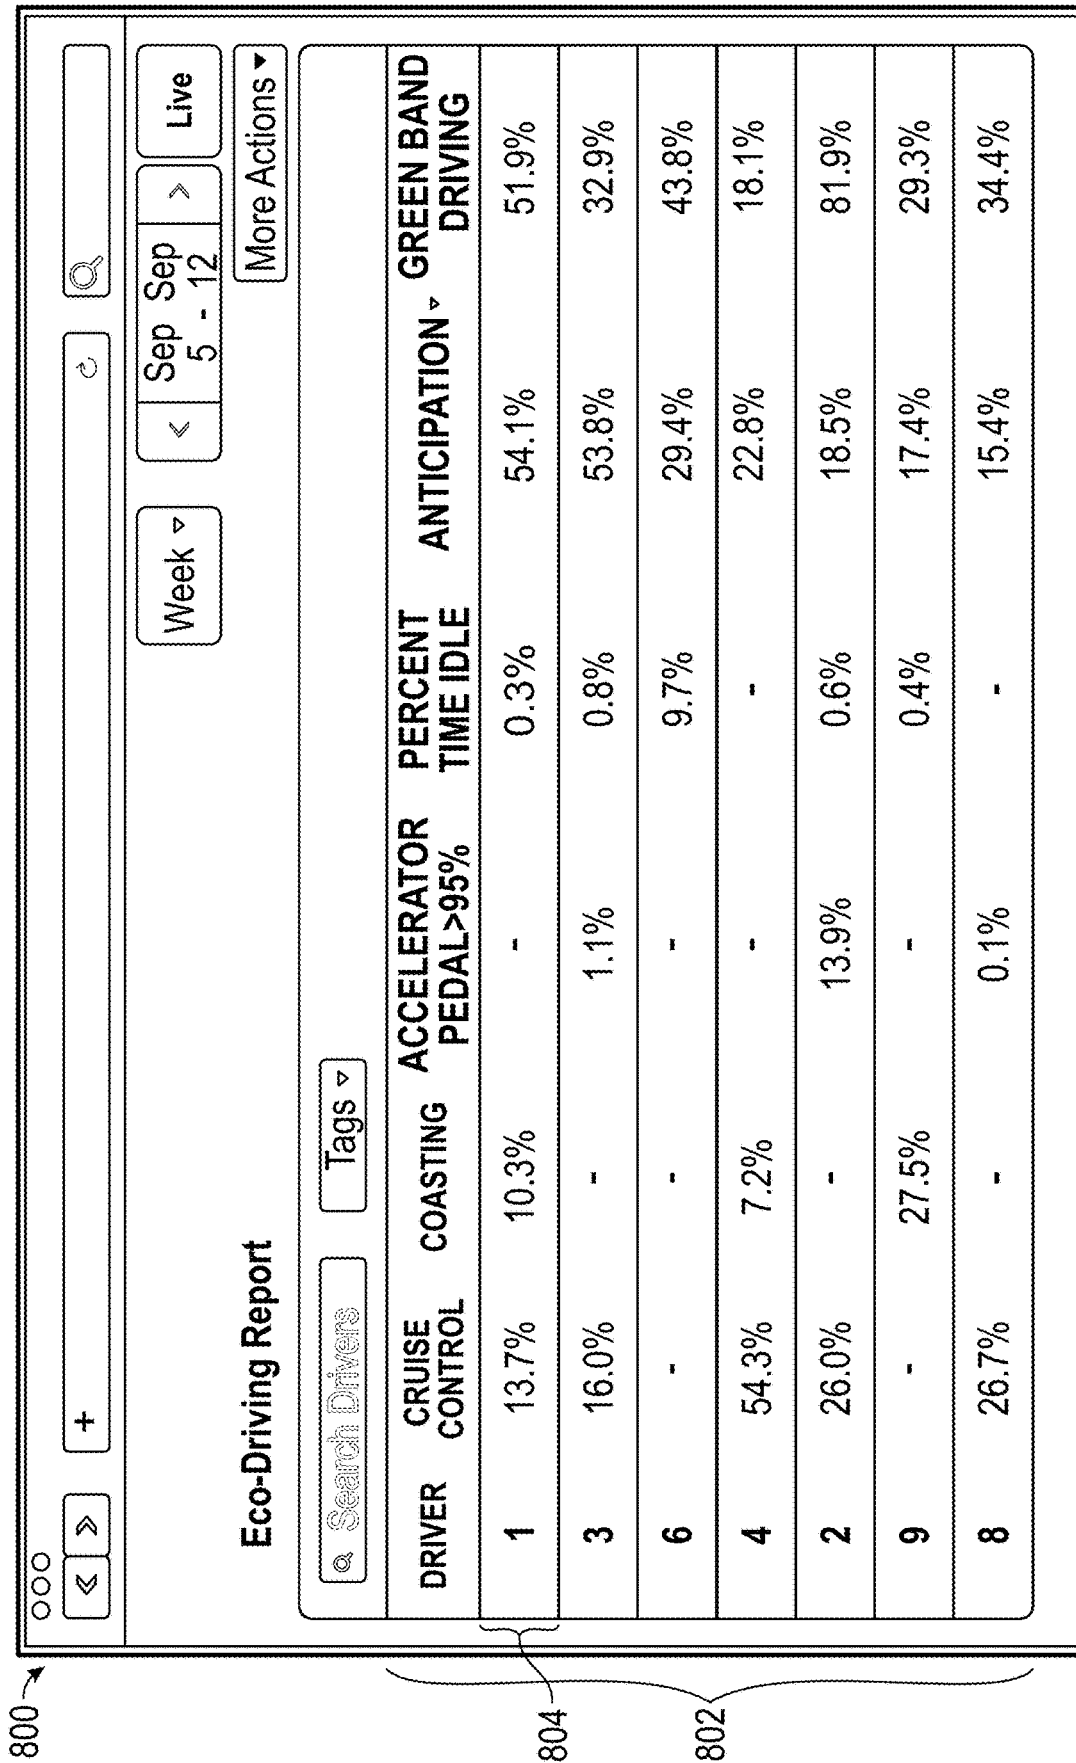 800
+
Week Sep 5 - Sep 12 Live
Eco-Driving Report More Actions
Search Drivers Tags
DRIVER CRUISE CONTROL COASTING ACCELERATOR PEDAL>95% PERCENT TIME IDLE ANTICIPATION GREEN BAND DRIVING
1 13.7% 10.3% - 0.3% 54.1% 51.9%
3 16.0% - 1.1% 0.8% 53.8% 32.9%
6 - - - 9.7% 29.4% 43.8%
4 54.3% 7.2% - - 22.8% 18.1%
2 26.0% - 13.9% 0.6% 18.5% 81.9%
9 - 27.5% - 0.4% 17.4% 29.3%
8 26.7% - 0.1% - 15.4% 34.4%
804
802